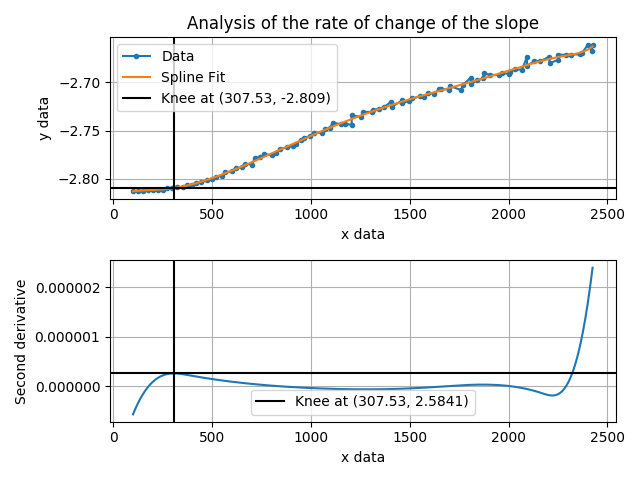 Analysis of the rate of change of the slope
Data
Spline Fit
Knee at (307.53, -2.809)
−2.70
−2.75
−2.80
y data
0 500 1000 1500 2000 2500
x data
0.000002
0.000001
0.000000
Second derivative
Knee at (307.53, 2.5841)
0 500 1000 1500 2000 2500
x data